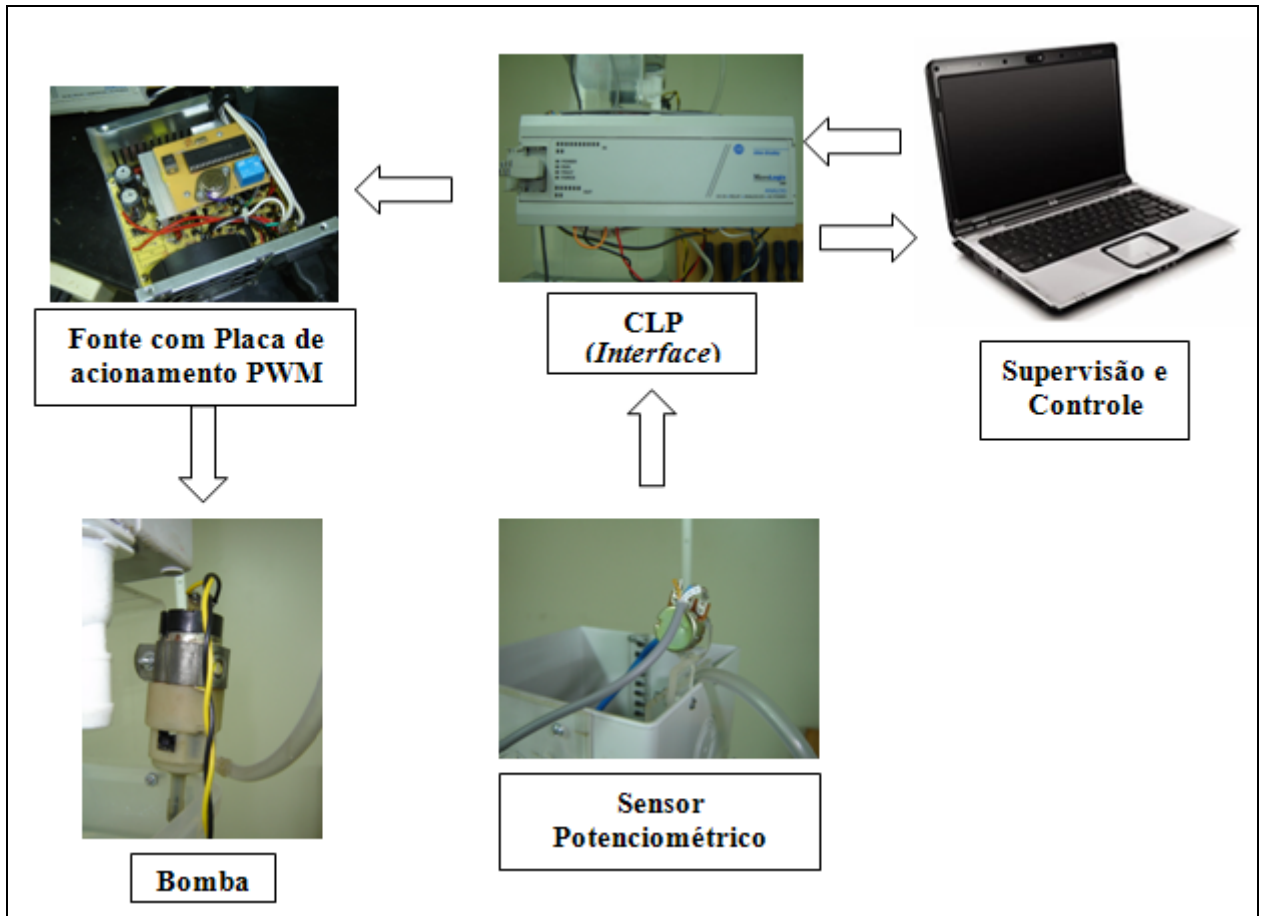 CLP
(Interface)
Fonte com Placa de
acionamento PWM
Supervisão e
Controle
Sensor
Potenciométrico
Bomba